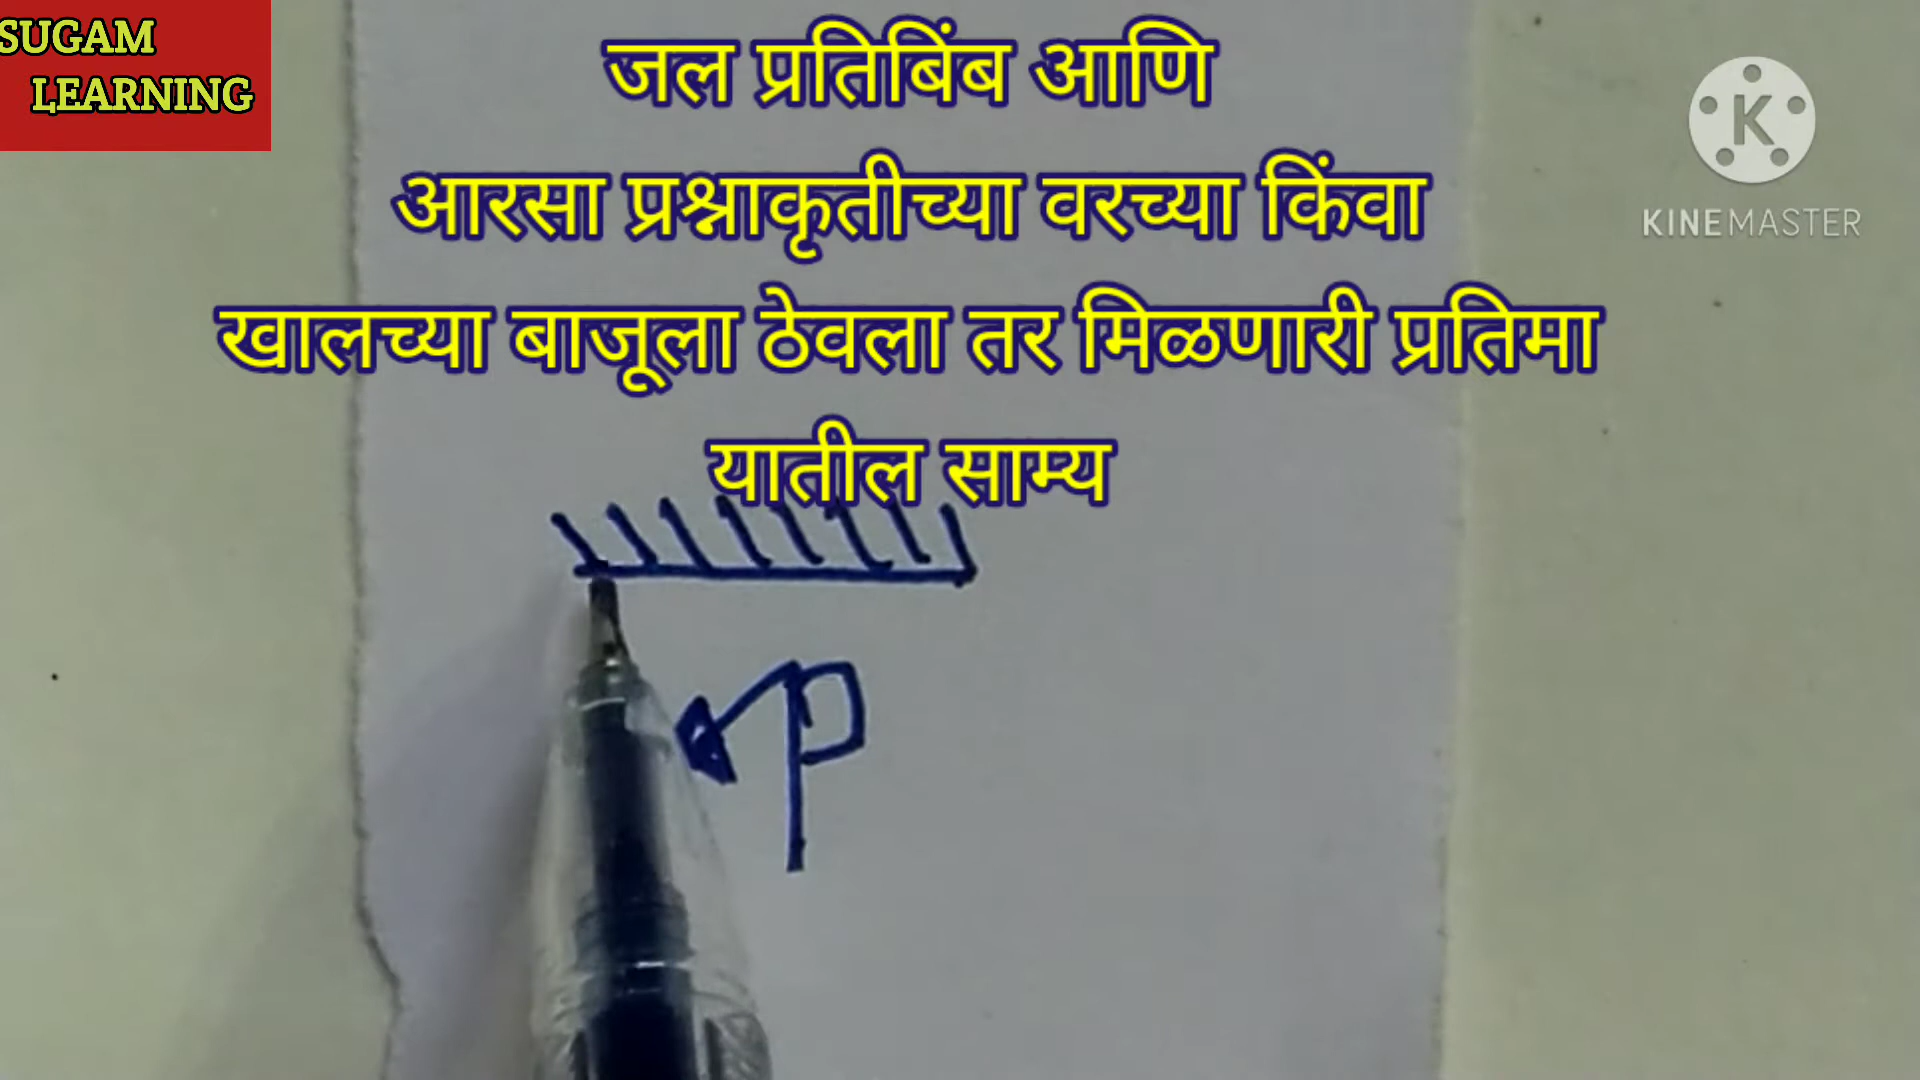 SUGAM
LEARNING
जल प्रतिबिंब आणि
आरसा प्रश्नाकृतीच्या वरच्या किंवा
खालच्या बाजूला ठेवला तर मिळणारी प्रतिमा
यातील साम्य
K
KINEMASTER
P